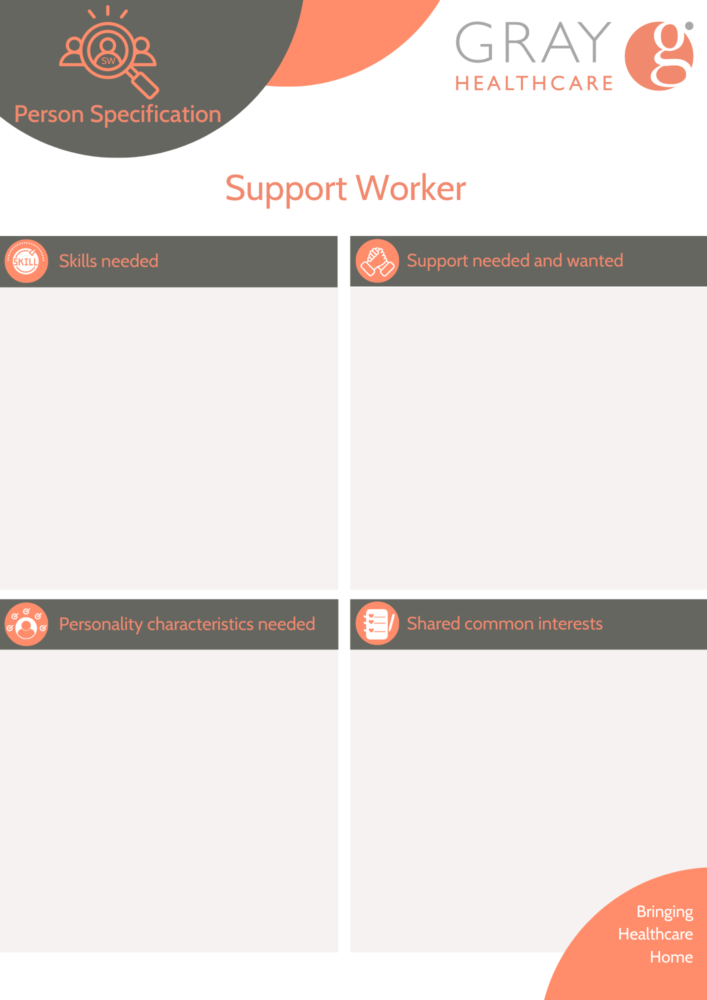 SW
Person Specification
GRAY
HEALTHCARE
g
Support Worker
SKILL
Skills needed
Support needed and wanted
Personality characteristics needed
Shared common interests
Bringing
Healthcare
Home